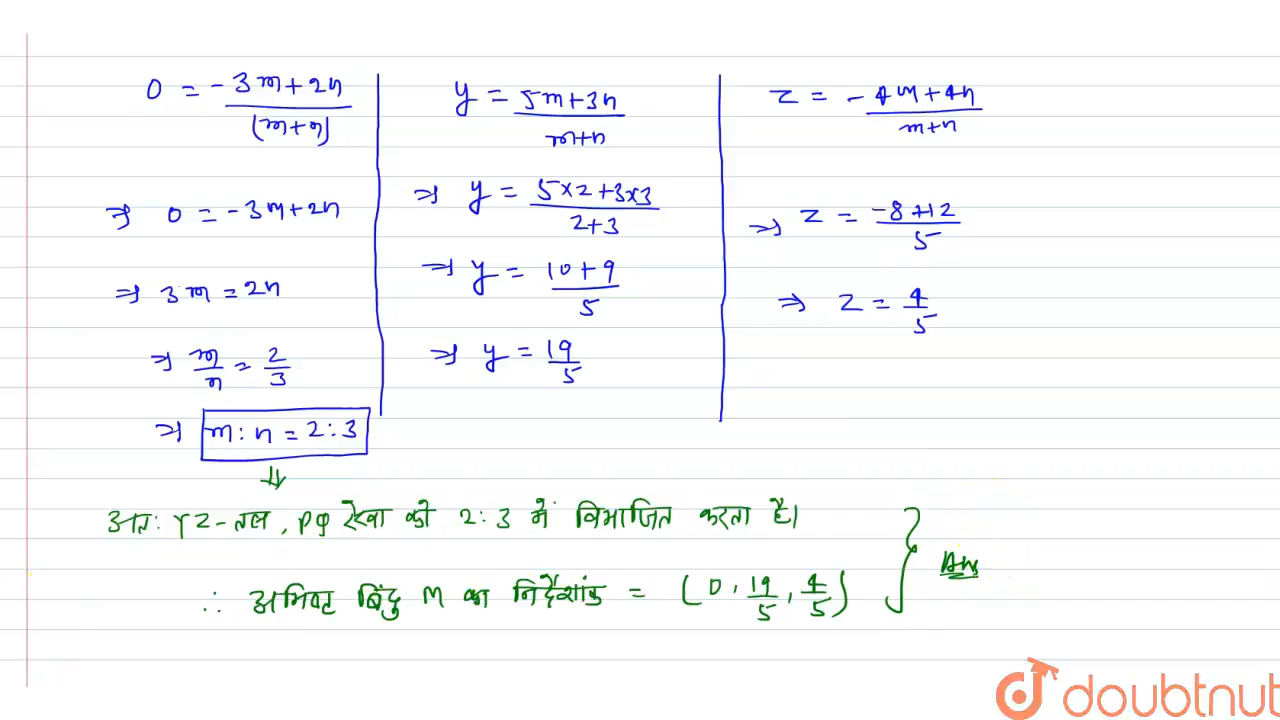 0 = -3m+2n/(m+n)
⇒ 0 = -3m+2n
⇒ 3m = 2n
⇒ m/n = 2/3
⇒ m:n = 2:3
y = 5m+3n/m+n
⇒ y = 5×2+3×3/2+3
⇒ y = 10+9/5
⇒ y = 19/5
z = -4m+4n/m+n
⇒ z = -8+12/5
⇒ z = 4/5
अतः YZ-तल, PQ रेखा को 2:3 में विभाजित करता है।
∴ अभिष्ट बिंदु M का निर्देशांक = (0, 19/5, 4/5) Ans
doubtnut